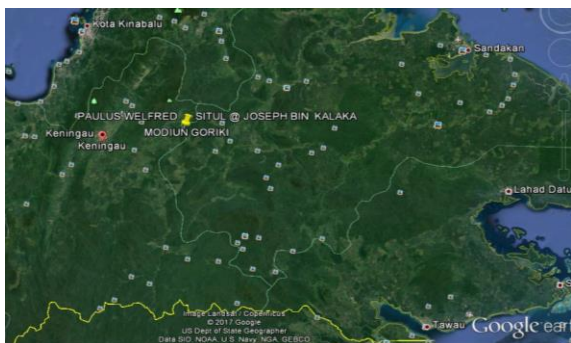 Kota Kinabalu
Sandakan
PAULUS WELFRED SITUL @ JOSEPH BIN KALAKA
Keningau MODIUN GORIKI
Keningau
Lahad Datu
Image Landsat / Copernicus
© 2017 Google
US Dept of State Geographer
Data SIO, NOAA, U.S. Navy, NGA, GEBCO
Tawau
Google eart